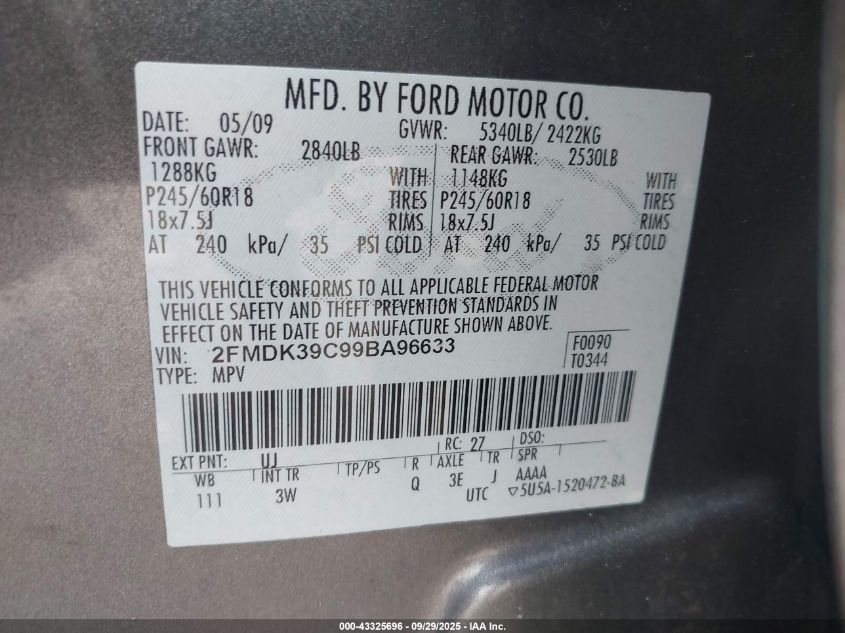 MFD. BY FORD MOTOR CO.
DATE: 05/09 GVWR: 5340LB/ 2422KG
FRONT GAWR: 2840LB REAR GAWR: 2530LB
1288KG WITH 1148KG WITH
P245/60R18 TIRES P245/60R18 TIRES
18x7.5J RIMS 18x7.5J RIMS
AT 240 kPa/ 35 PSI COLD AT 240 kPa/ 35 PSI COLD
THIS VEHICLE CONFORMS TO ALL APPLICABLE FEDERAL MOTOR
VEHICLE SAFETY AND THEFT PREVENTION STANDARDS IN
EFFECT ON THE DATE OF MANUFACTURE SHOWN ABOVE.
VIN: 2FMDK39C99BA96633 F0090
TYPE: MPV T0344
RC: 27 DSO:
EXT PNT: UJ
WB INT TR TP/PS R AXLE TR SPR
111 3W Q 3E J AAAA
UTC ▽5U5A-1520472-BA
000-43325696 - 09/29/2025 - IAA Inc.